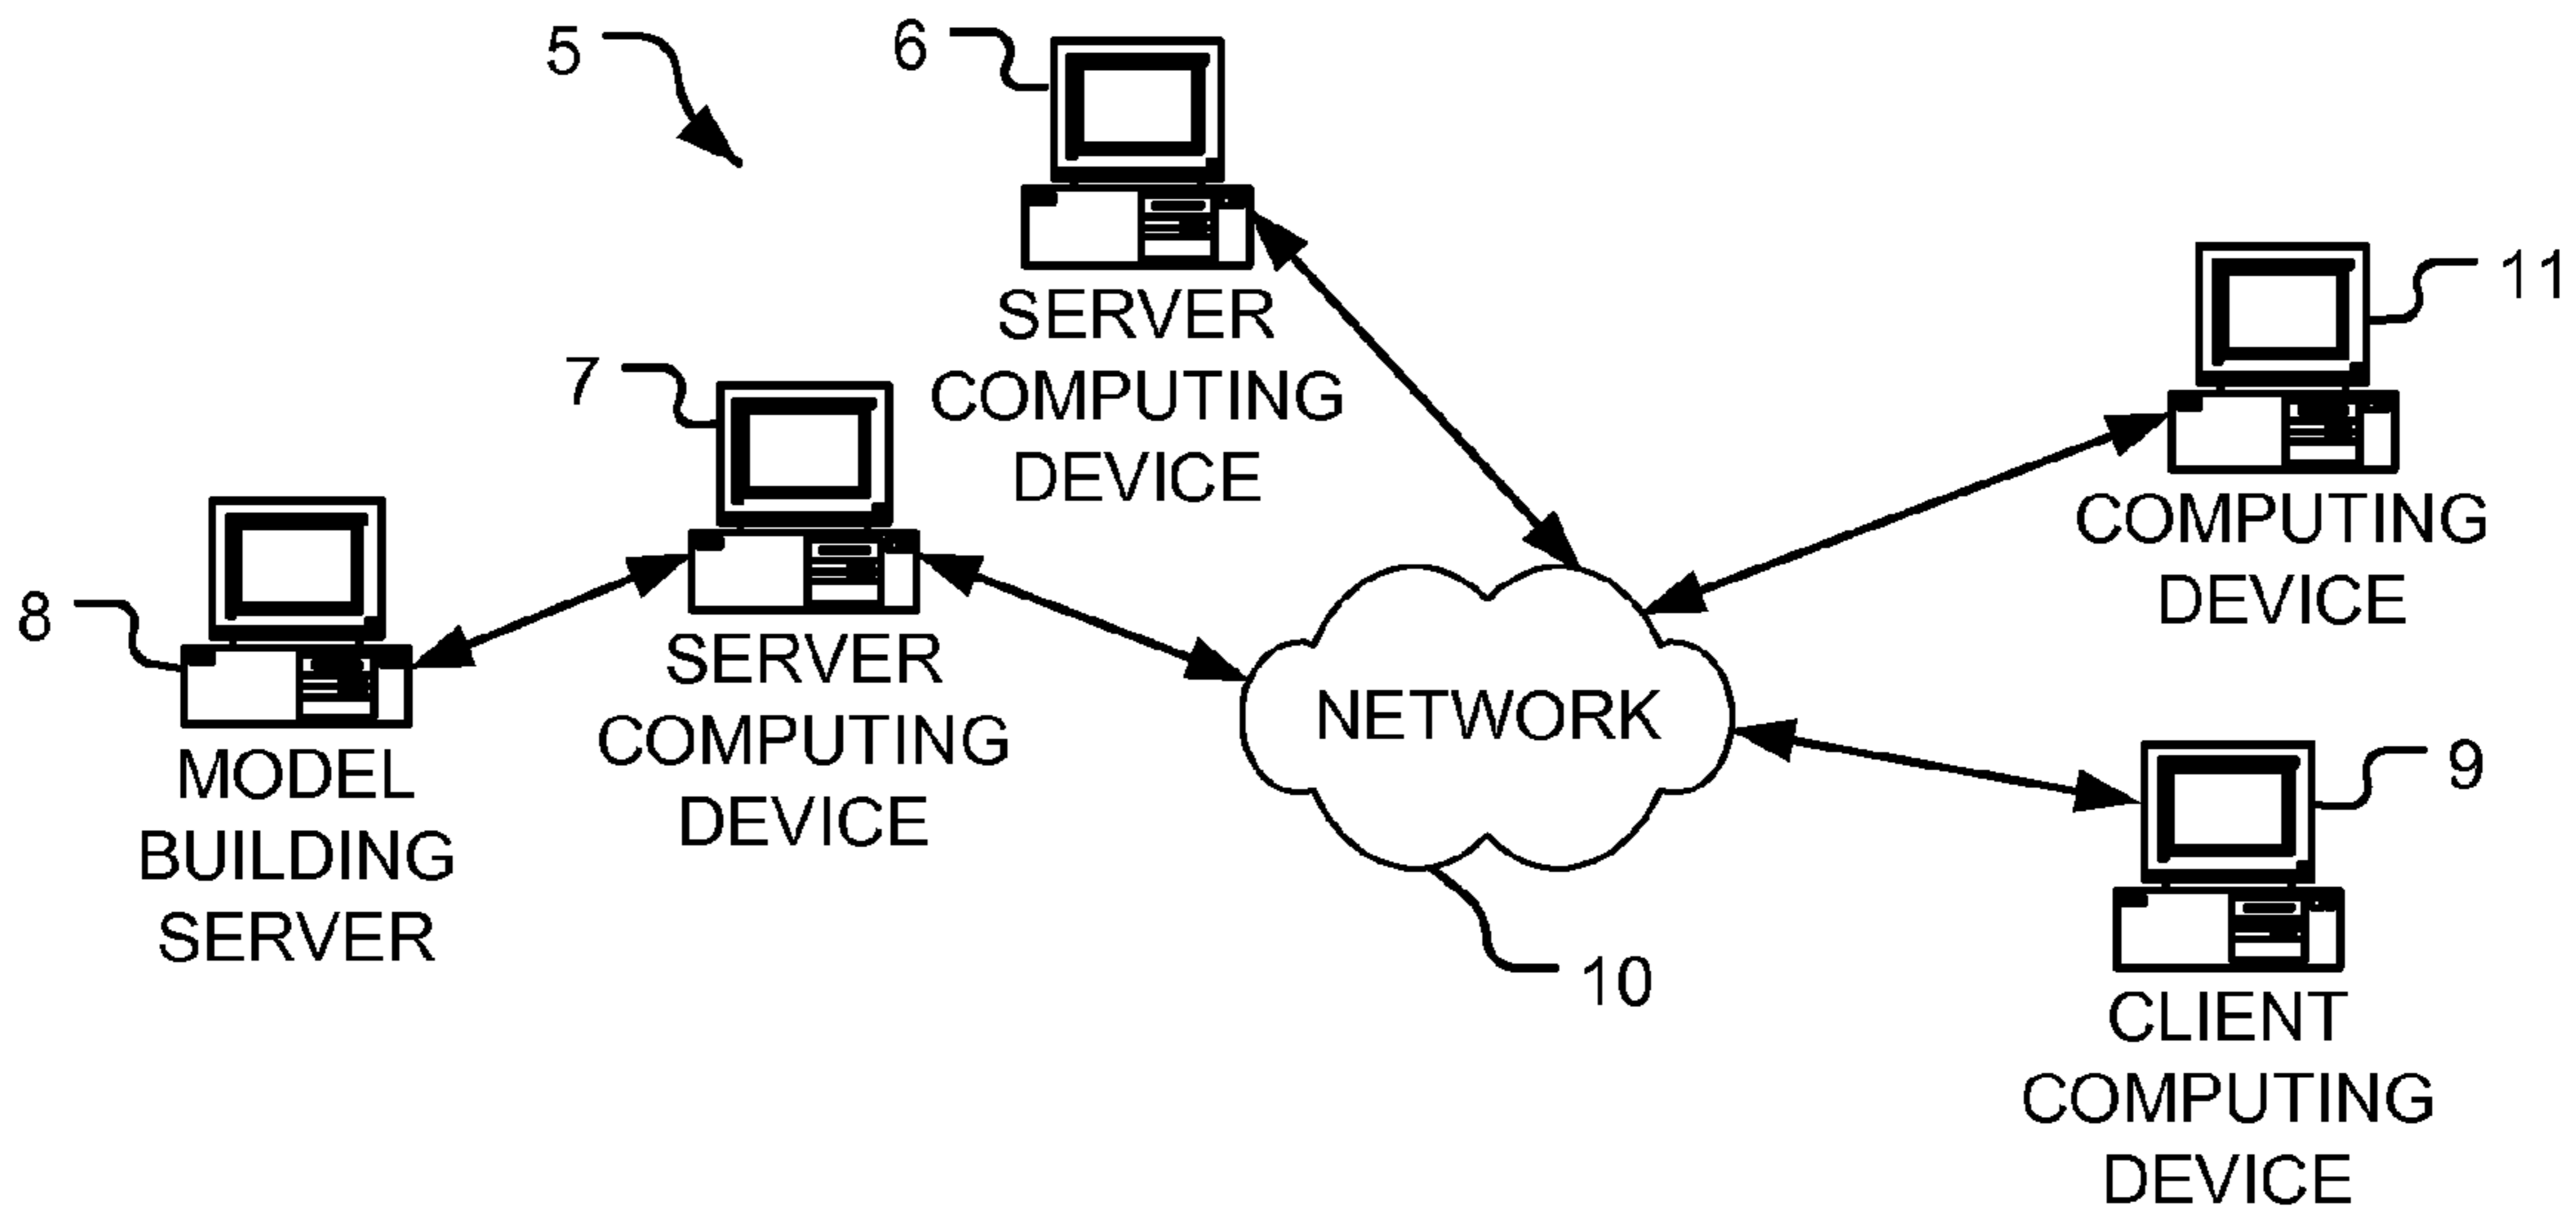 5
6
SERVER
COMPUTING
DEVICE
7
SERVER
COMPUTING
DEVICE
8
MODEL
BUILDING
SERVER
NETWORK
10
11
COMPUTING
DEVICE
9
CLIENT
COMPUTING
DEVICE